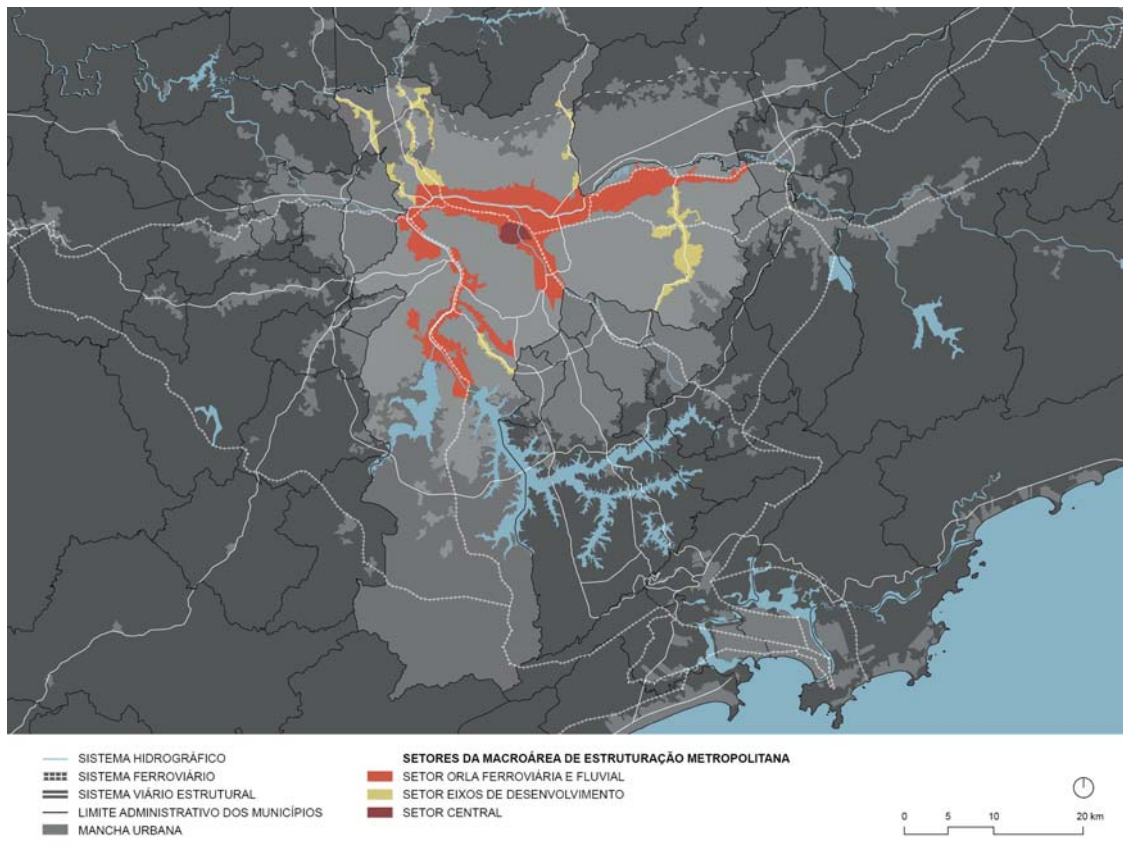 SISTEMA HIDROGRÁFICO
SISTEMA FERROVIÁRIO
SISTEMA VIÁRIO ESTRUTURAL
LIMITE ADMINISTRATIVO DOS MUNICÍPIOS
MANCHA URBANA
SETORES DA MACROÁREA DE ESTRUTURAÇÃO METROPOLITANA
SETOR ORLA FERROVIÁRIA E FLUVIAL
SETOR EIXOS DE DESENVOLVIMENTO
SETOR CENTRAL
0 5 10 20 km